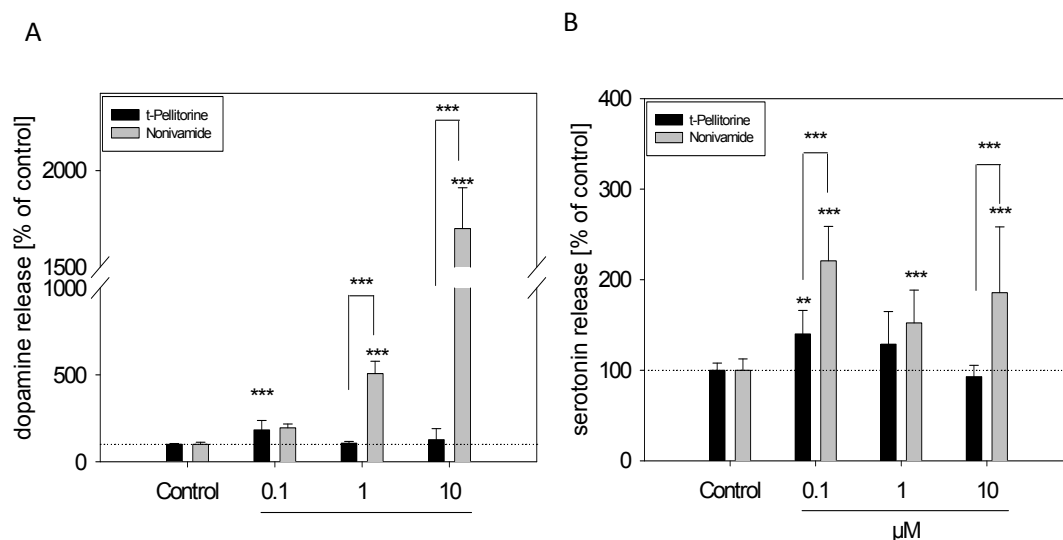 A
dopamine release [% of control]
t-Pellitorine
Nonivamide
2000
1500
1000
500
0
***
***
***
***
***
Control
0.1
1
10
B
serotonin release [% of control]
t-Pellitorine
Nonivamide
400
300
200
100
0
***
***
***
***
**
***
Control
0.1
1
10
µM